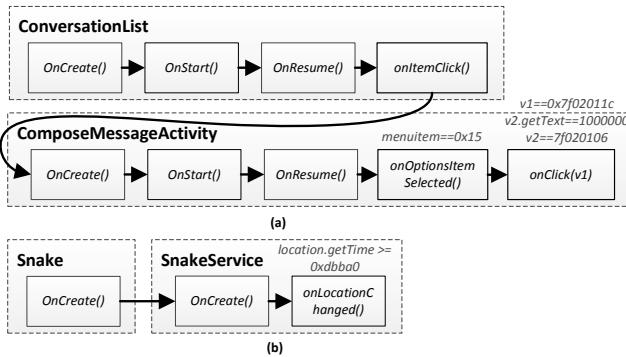 ConversationList
OnCreate()
OnStart()
OnResume()
onItemClick()
v1==0x7f02011c
v2.getText==1000000
v2==7f020106
menuitem==0x15
ComposeMessageActivity
OnCreate()
OnStart()
OnResume()
onOptionsItem
Selected()
onClick(v1)
(a)
Snake
OnCreate()
SnakeService
OnCreate()
location.getTime >=
0xdbba0
onLocationC
hanged()
(b)